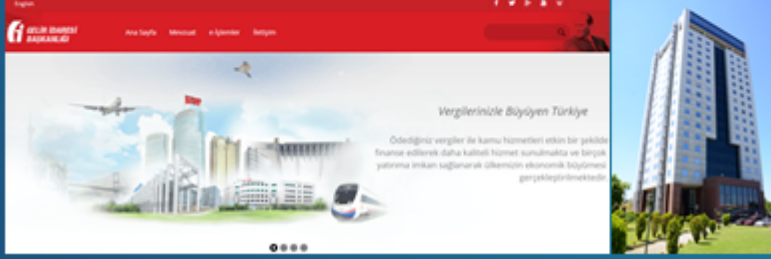 English
GELİR İDARESİ
BAŞKANLIĞI
Ana Sayfa Mevzuat e-İşlemler İletişim
Vergilerinizle Büyüyen Türkiye
Ödediğiniz vergiler ile kamu hizmetleri etkin bir şekilde
finanse edilerek daha kaliteli hizmet sunulmakta ve birçok
yatırıma imkan sağlanarak ülkemizin ekonomik büyümesi
gerçekleştirilmektedir.